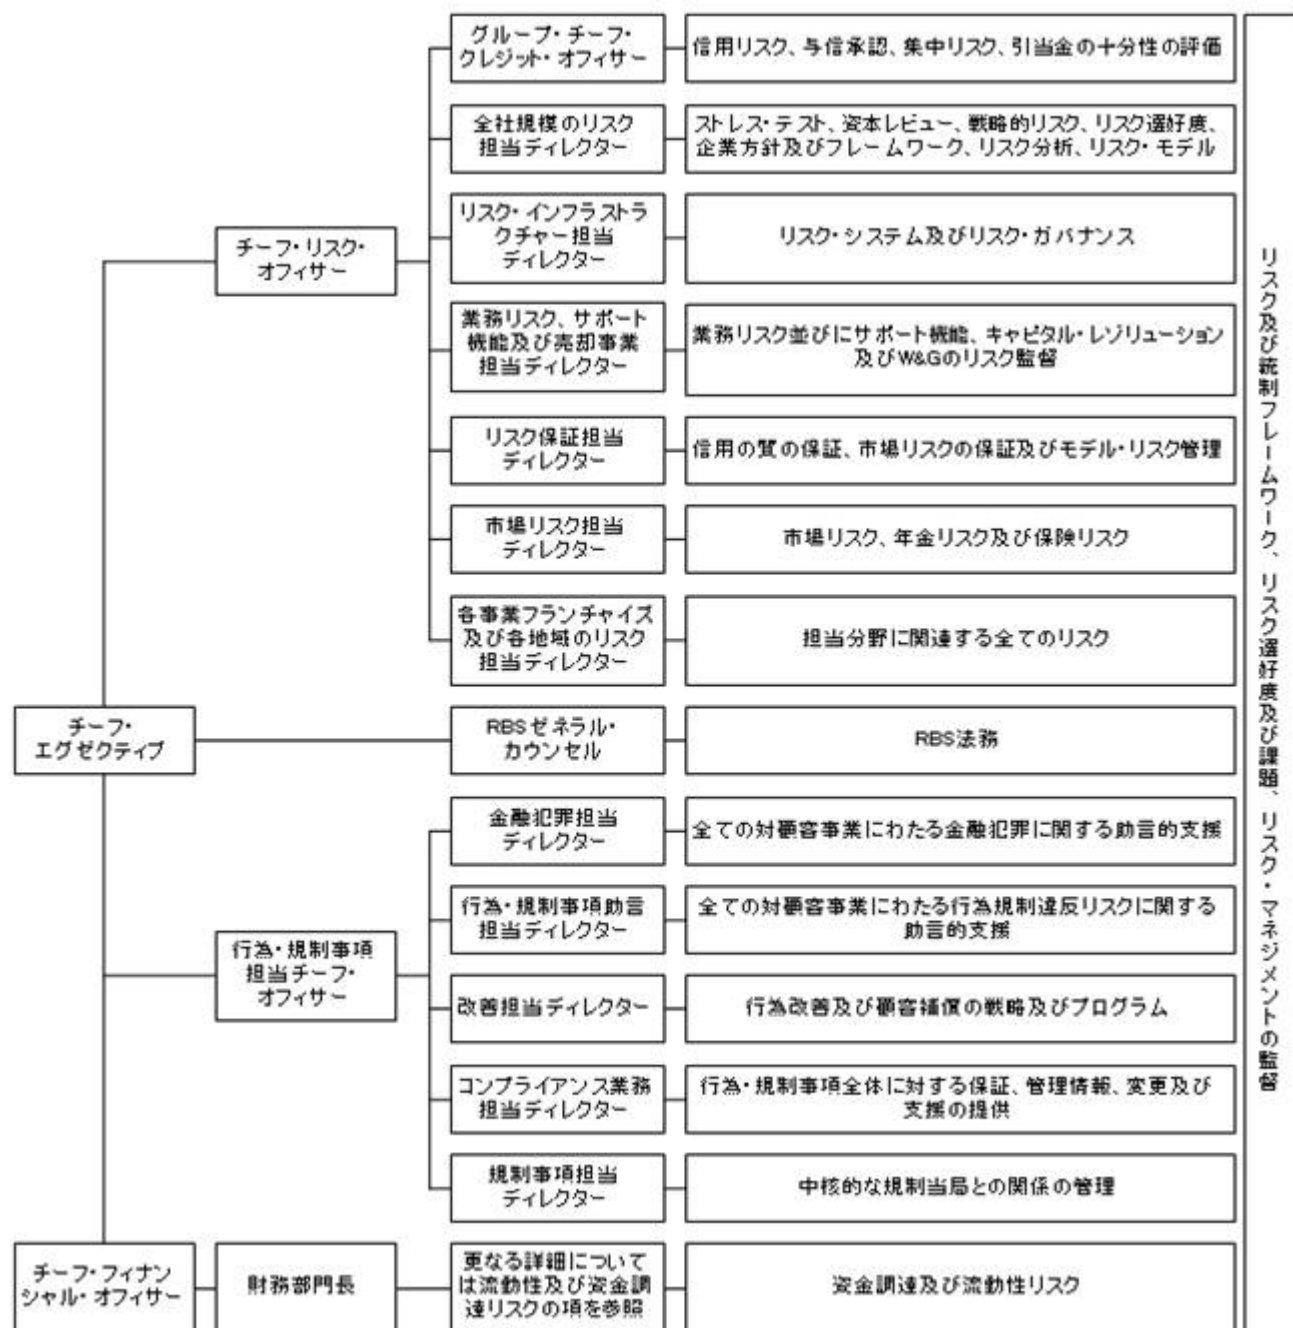 グループ・チーフ・
クレジット・オフィサー
信用リスク、与信承認、集中リスク、引当金の十分性の評価
全社規模のリスク
担当ディレクター
ストレス・テスト、資本レビュー、戦略的リスク、リスク選好度、
企業方針及びフレームワーク、リスク分析、リスク・モデル
リスク・インフラストラ
クチャー担当
ディレクター
リスク・システム及びリスク・ガバナンス
チーフ・リスク・
オフィサー
業務リスク、サポート
機能及び売却事業
担当ディレクター
業務リスク並びにサポート機能、キャピタル・レゾリューション
及びW&Gのリスク監督
リスク保証担当
ディレクター
信用の質の保証、市場リスクの保証及びモデル・リスク管理
市場リスク担当
ディレクター
市場リスク、年金リスク及び保険リスク
各事業フランチャイズ
及び各地域のリスク
担当ディレクター
担当分野に関連する全てのリスク
チーフ・
エグゼクティブ
RBSゼネラル・
カウンセル
RBS法務
金融犯罪担当
ディレクター
全ての対顧客事業にわたる金融犯罪に関する助言的支援
行為・規制事項助言
担当ディレクター
全ての対顧客事業にわたる行為規制違反リスクに関する
助言的支援
行為・規制事項
担当チーフ・
オフィサー
改善担当ディレクター
行為改善及び顧客補償の戦略及びプログラム
コンプライアンス業務
担当ディレクター
行為・規制事項全体に対する保証、管理情報、変更及び
支援の提供
規制事項担当
ディレクター
中核的な規制当局との関係の管理
チーフ・フィナン
シャル・オフィサー
財務部門長
更なる詳細について
は流動性及び資金調
達リスクの項を参照
資金調達及び流動性リスク
リスク及び統制フレームワーク、リスク選好度及び課題、リスク・マネジメントの監督